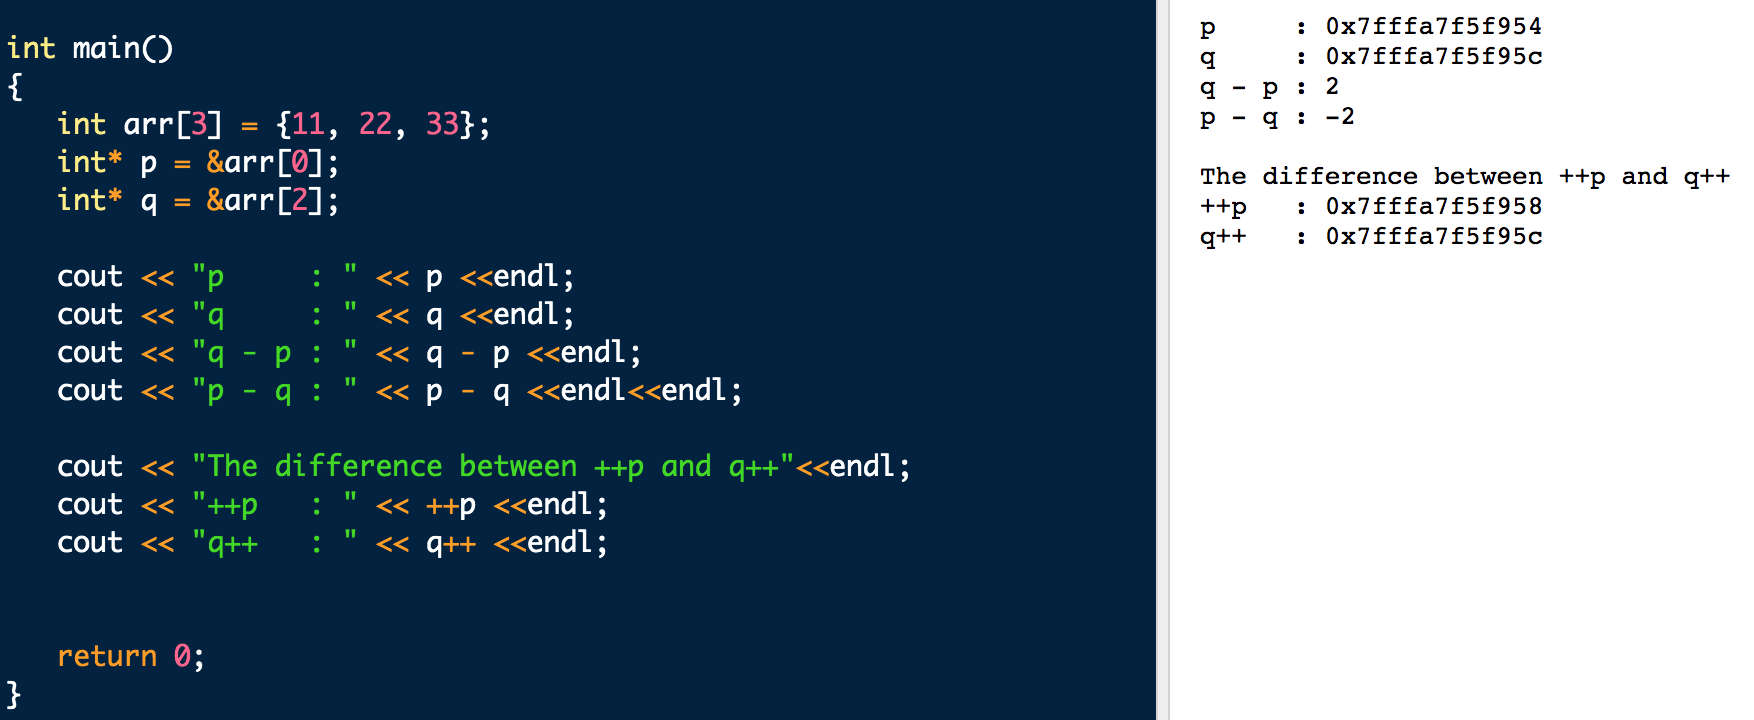 int main()
{
   int arr[3] = {11, 22, 33};
   int* p = &arr[0];
   int* q = &arr[2];

   cout << "p     : " << p <<endl;
   cout << "q     : " << q <<endl;
   cout << "q - p : " << q - p <<endl;
   cout << "p - q : " << p - q <<endl<<endl;

   cout << "The difference between ++p and q++"<<endl;
   cout << "++p   : " << ++p <<endl;
   cout << "q++   : " << q++ <<endl;

   return 0;
}
p     : 0x7fffa7f5f954
q     : 0x7fffa7f5f95c
q - p : 2
p - q : -2

The difference between ++p and q++
++p   : 0x7fffa7f5f958
q++   : 0x7fffa7f5f95c